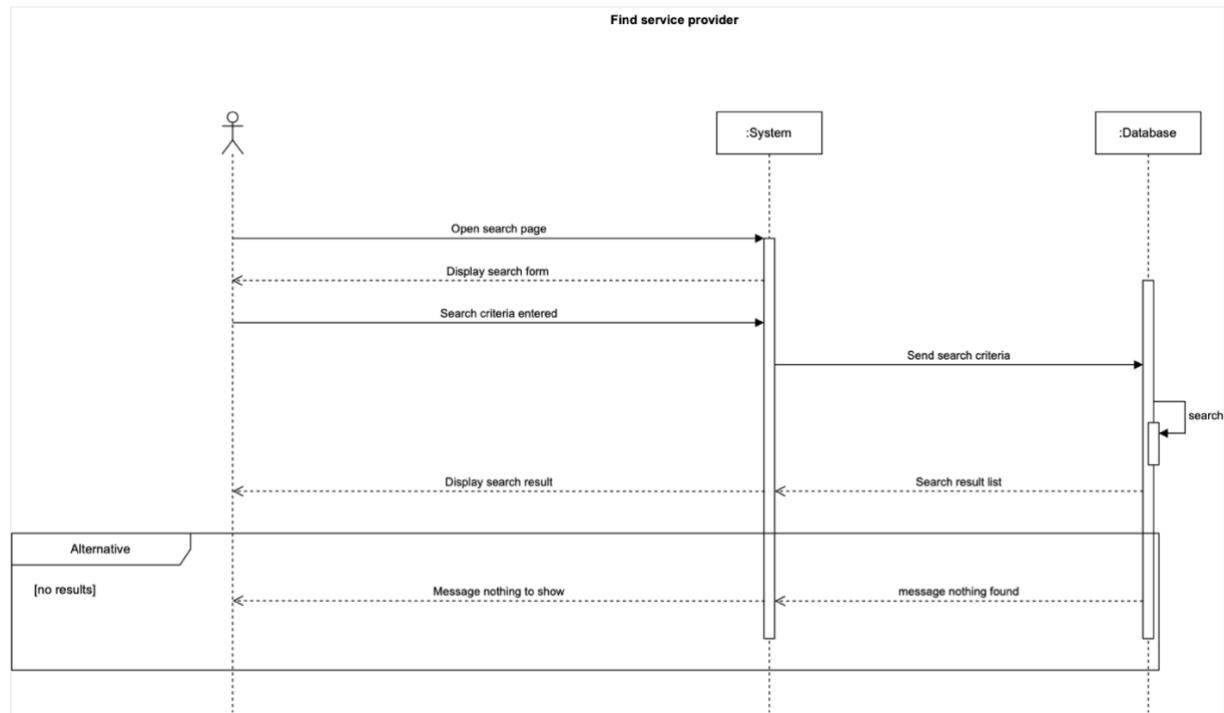 Find service provider
:System
:Database
Open search page
Display search form
Search criteria entered
Send search criteria
search
Display search result
Search result list
Alternative
[no results]
Message nothing to show
message nothing found